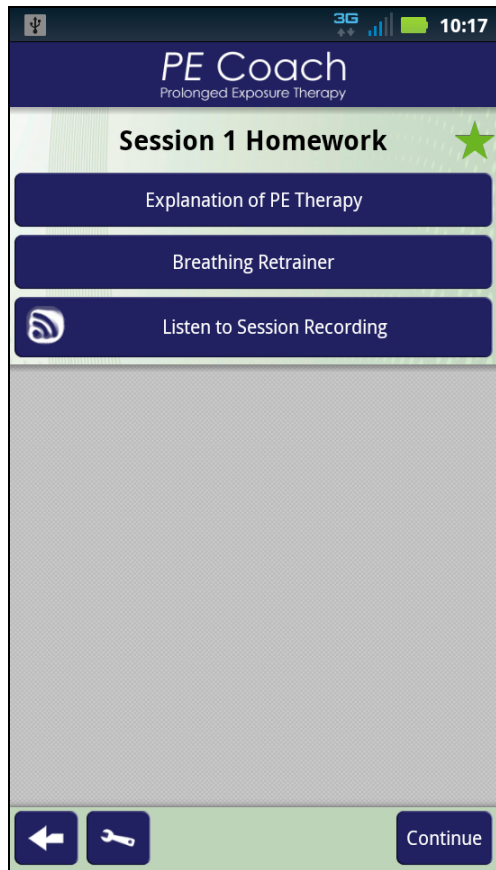 3G
10:17
PE Coach
Prolonged Exposure Therapy
Session 1 Homework
Explanation of PE Therapy
Breathing Retrainer
Listen to Session Recording
Continue